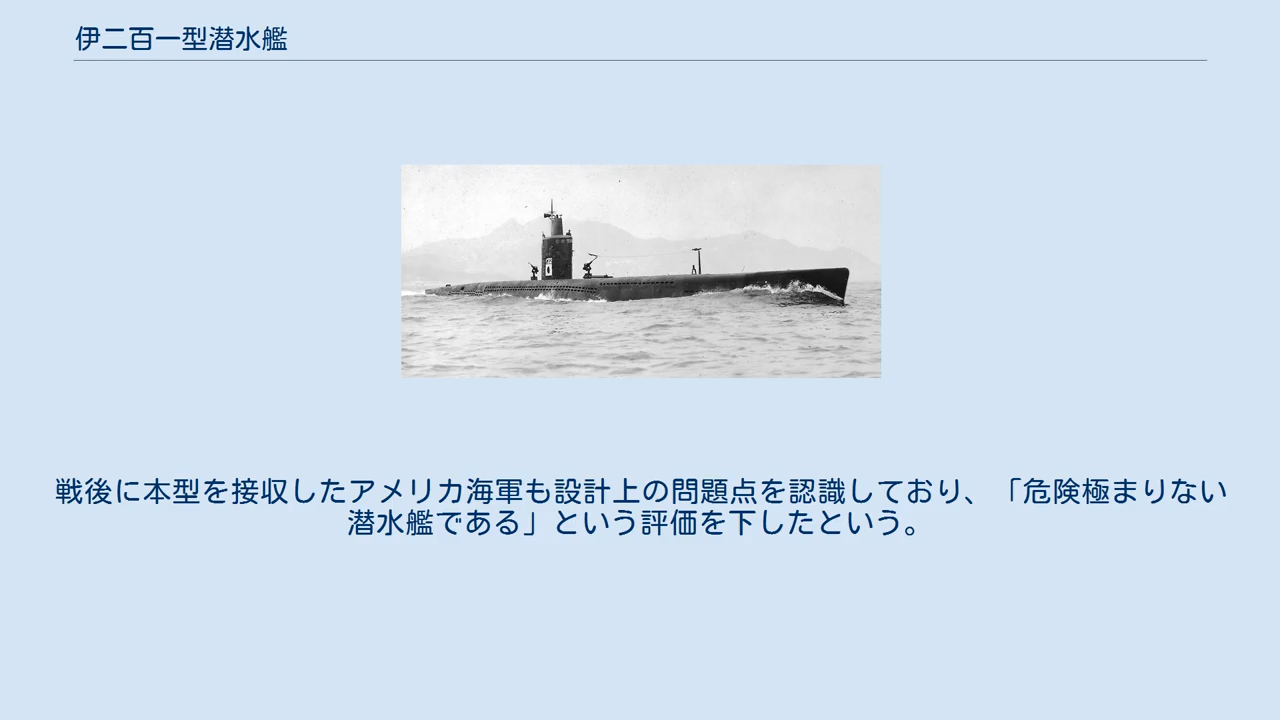 伊二百一型潜水艦
戦後に本型を接収したアメリカ海軍も設計上の問題点を認識しており、「危険極まりない
潜水艦である」という評価を下したという。